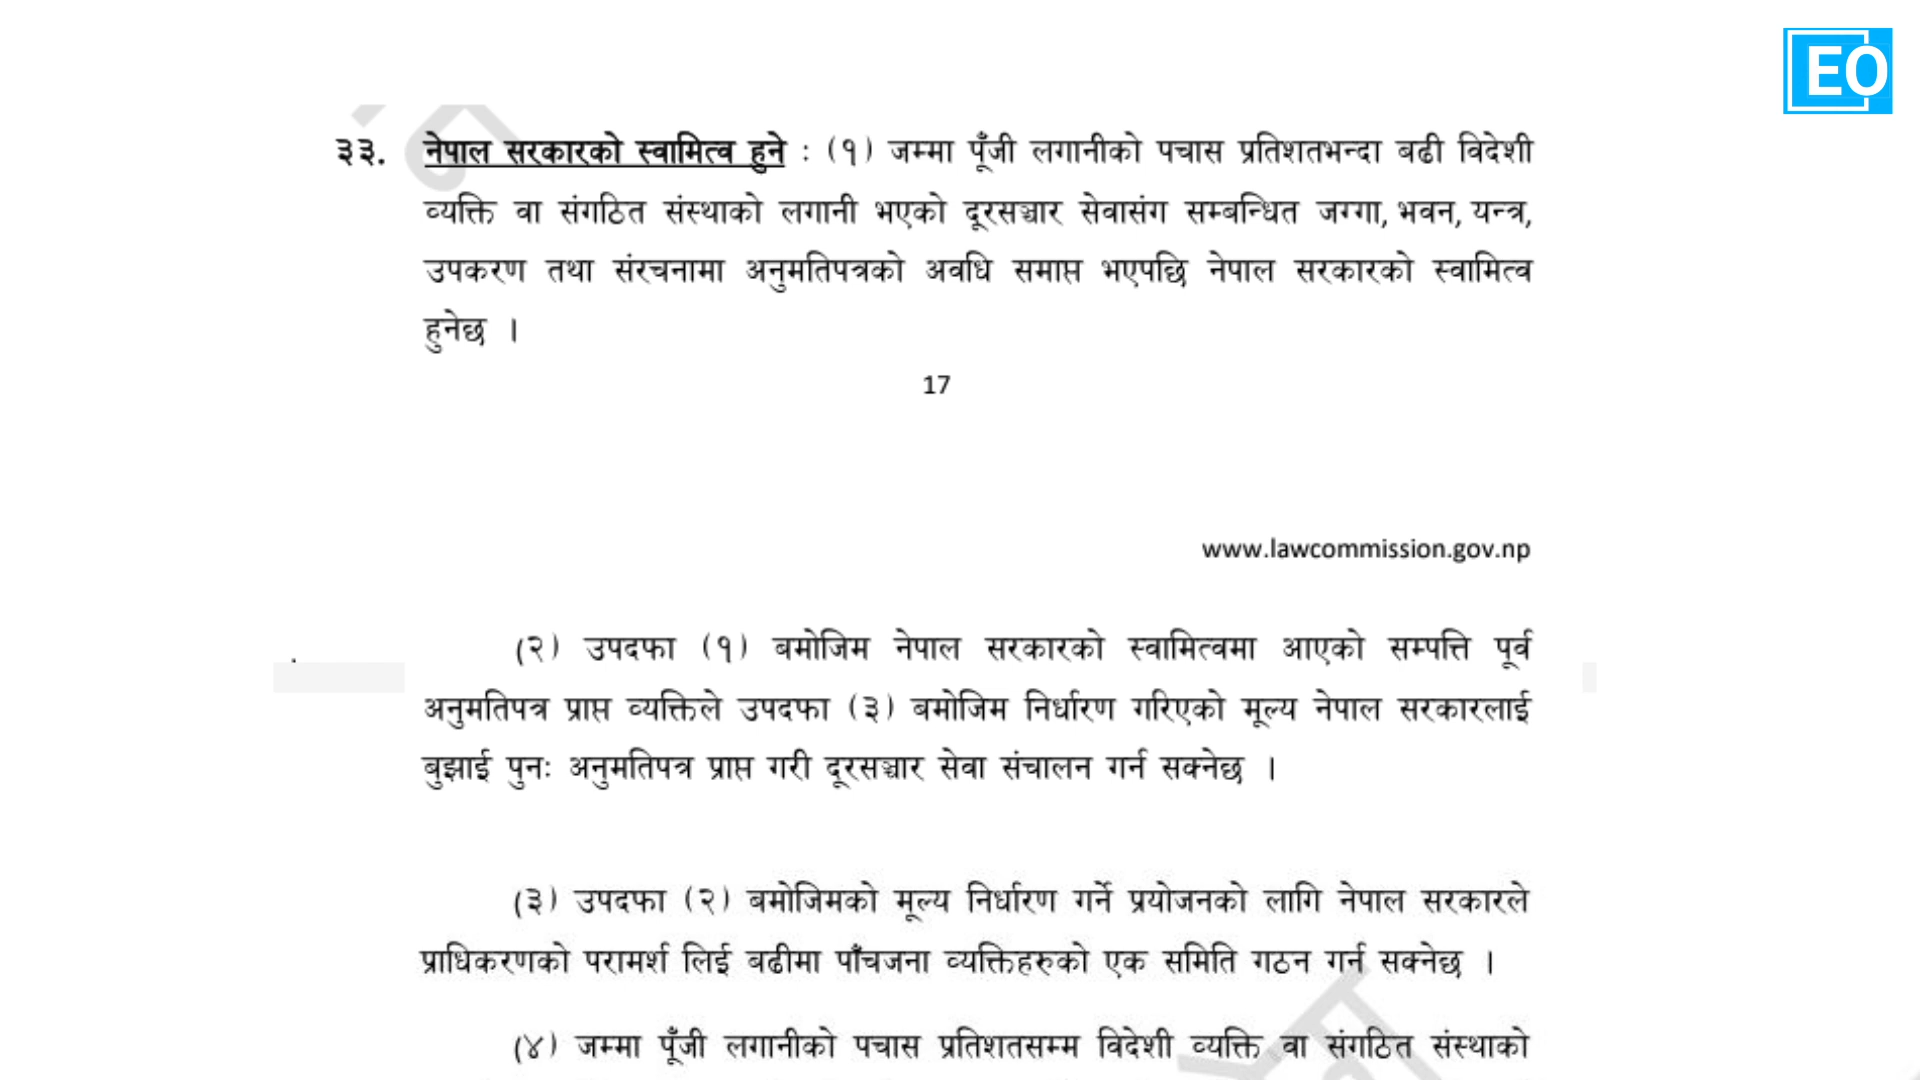 EO
३३. नेपाल सरकारको स्वामित्व हुने : (१) जम्मा पूँजी लगानीको पचास प्रतिशतभन्दा बढी विदेशी
व्यक्ति वा संगठित संस्थाको लगानी भएको दूरसञ्चार सेवासंग सम्बन्धित जग्गा, भवन, यन्त्र,
उपकरण तथा संरचनामा अनुमतिपत्रको अवधि समाप्त भएपछि नेपाल सरकारको स्वामित्व
हुनेछ ।
17
www.lawcommission.gov.np
(२) उपदफा (१) बमोजिम नेपाल सरकारको स्वामित्वमा आएको सम्पत्ति पूर्व
अनुमतिपत्र प्राप्त व्यक्तिले उपदफा (३) बमोजिम निर्धारण गरिएको मूल्य नेपाल सरकारलाई
बुझाई पुनः अनुमतिपत्र प्राप्त गरी दूरसञ्चार सेवा संचालन गर्न सक्नेछ ।
(३) उपदफा (२) बमोजिमको मूल्य निर्धारण गर्ने प्रयोजनको लागि नेपाल सरकारले
प्राधिकरणको परामर्श लिई बढीमा पाँचजना व्यक्तिहरुको एक समिति गठन गर्न सक्नेछ ।
(४) जम्मा पूँजी लगानीको पचास प्रतिशतसम्म विदेशी व्यक्ति वा संगठित संस्थाको